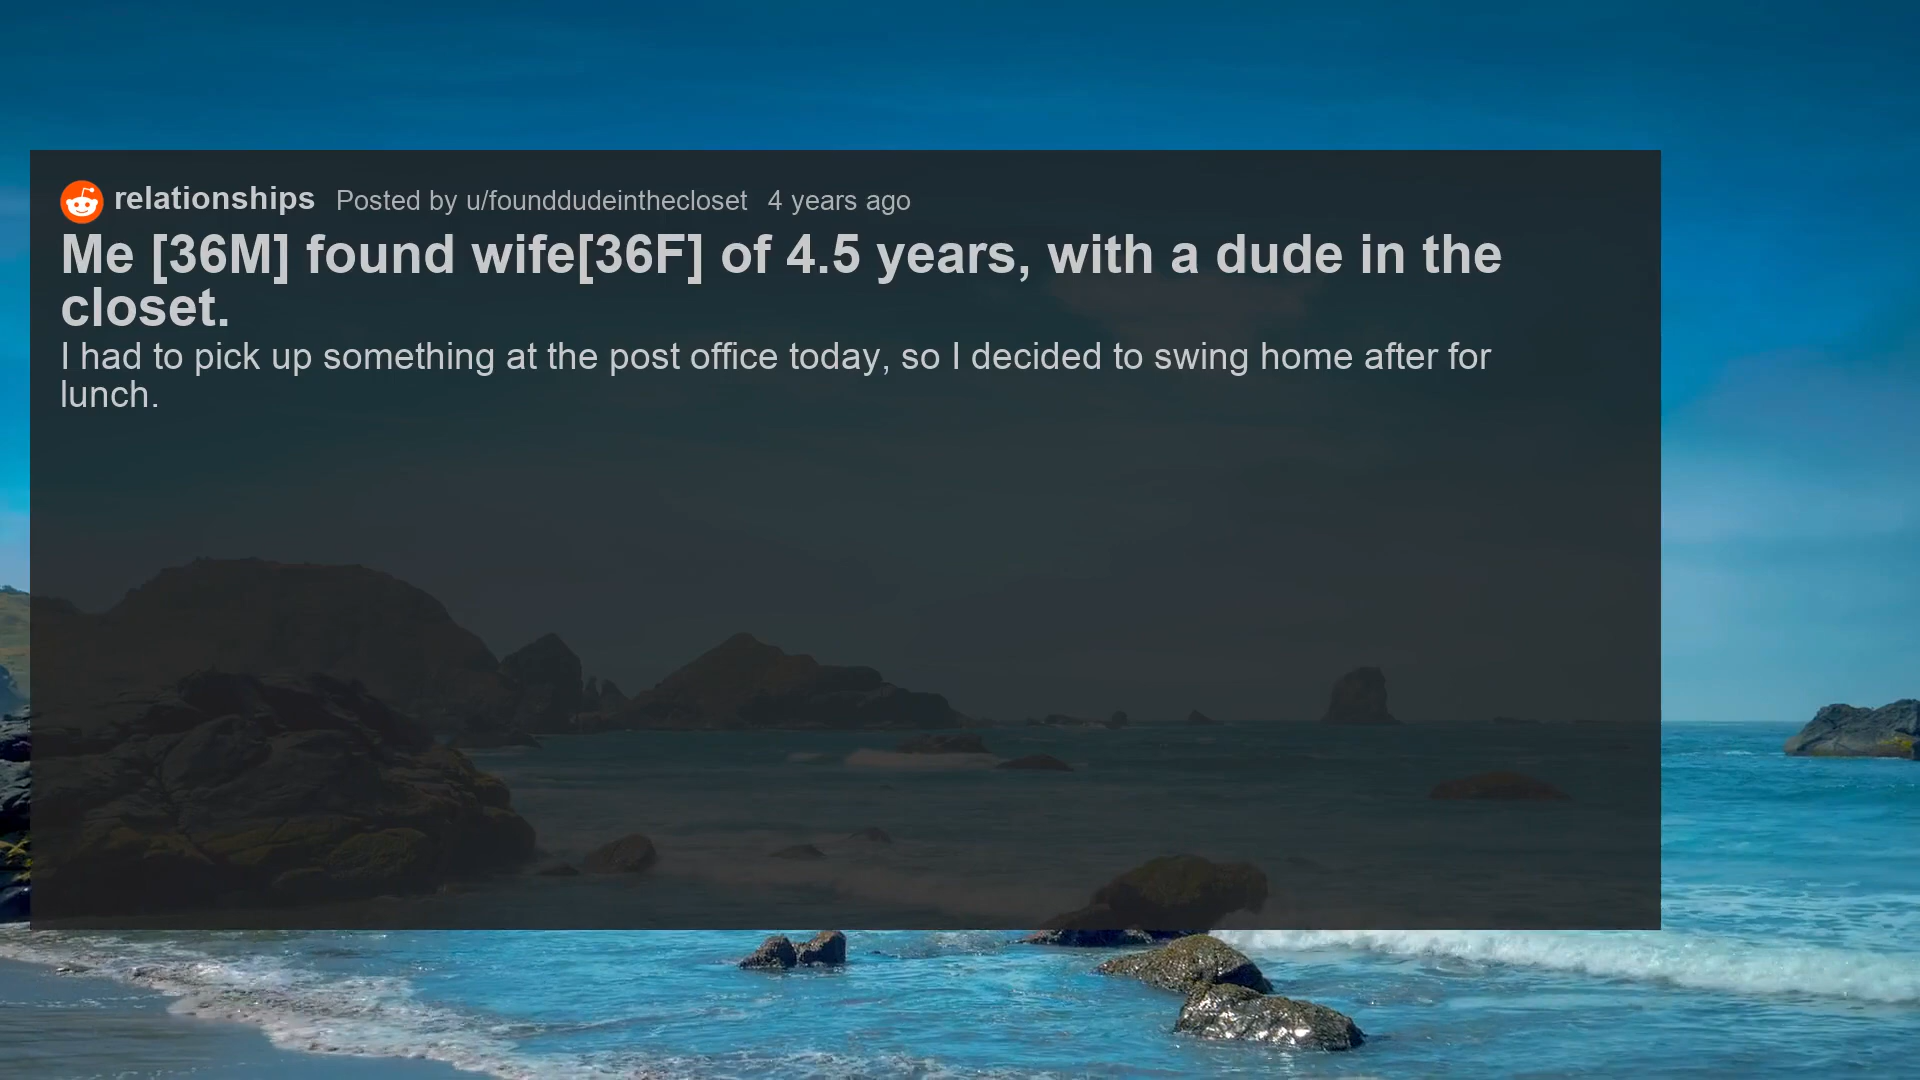 relationships Posted by u/founddudeinthecloset 4 years ago
Me [36M] found wife[36F] of 4.5 years, with a dude in the
closet.
I had to pick up something at the post office today, so I decided to swing home after for
lunch.